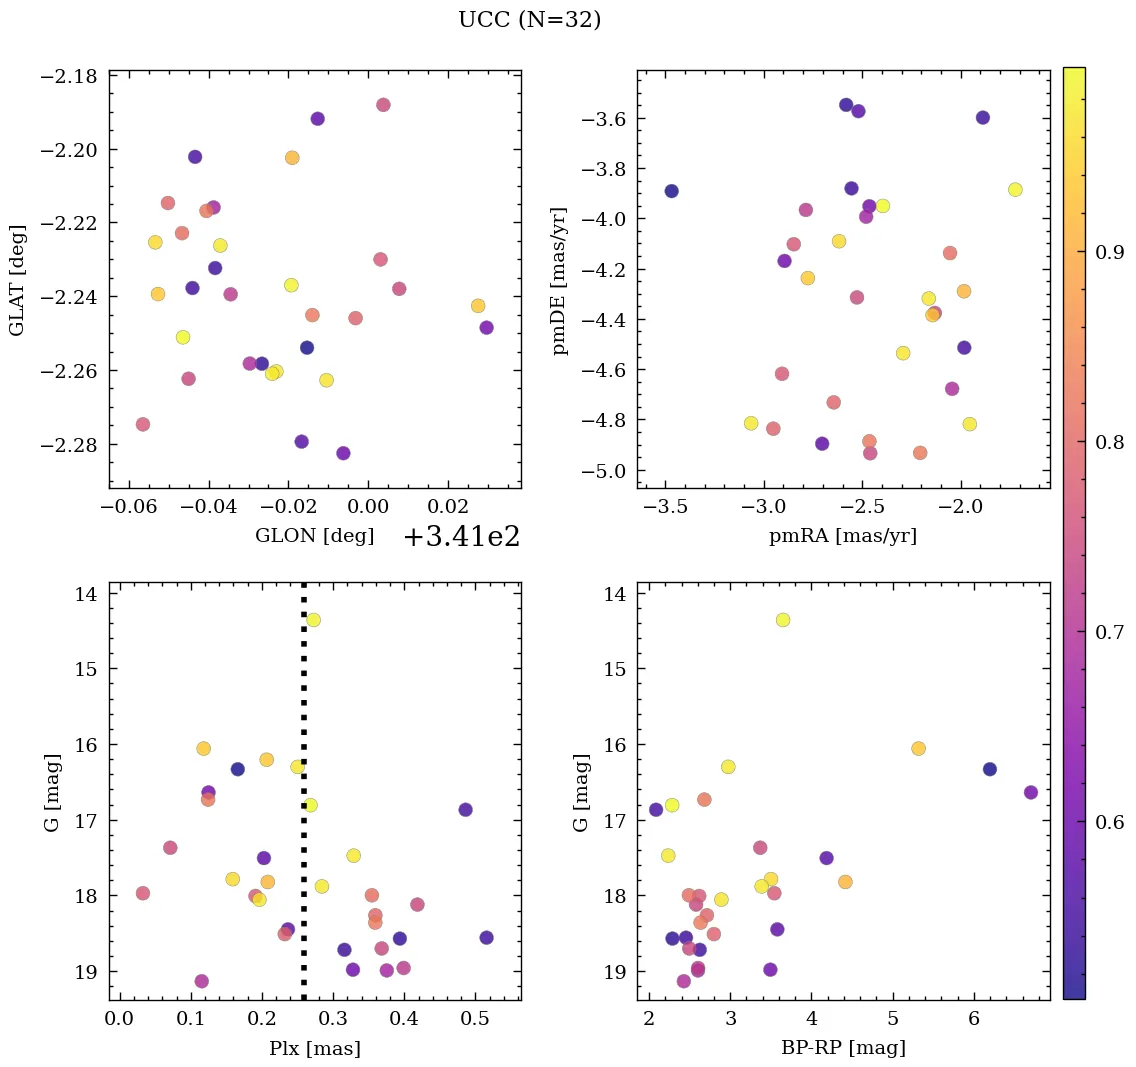 UCC (N=32)
−2.18
−2.20
−2.22
−2.24
−2.26
−2.28
GLAT [deg]
−0.06 −0.04 −0.02 0.00 0.02
GLON [deg] +3.41e2
−3.6
−3.8
−4.0
−4.2
−4.4
−4.6
−4.8
−5.0
pmDE [mas/yr]
−3.5 −3.0 −2.5 −2.0
pmRA [mas/yr]
14
15
16
17
18
19
G [mag]
0.0 0.1 0.2 0.3 0.4 0.5
Plx [mas]
14
15
16
17
18
19
G [mag]
2 3 4 5 6
BP-RP [mag]
0.9
0.8
0.7
0.6